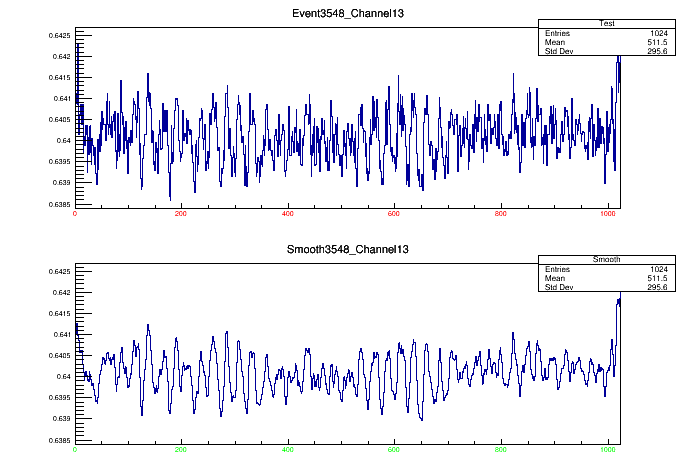 Event3548_Channel13
Test
Entries 1024
Mean 511.5
Std Dev 295.6
0.6425
0.642
0.6415
0.641
0.6405
0.64
0.6395
0.639
0.6385
0 200 400 600 800 1000
Smooth3548_Channel13
Smooth
Entries 1024
Mean 511.5
Std Dev 295.6
0.6425
0.642
0.6415
0.641
0.6405
0.64
0.6395
0.639
0.6385
0 200 400 600 800 1000